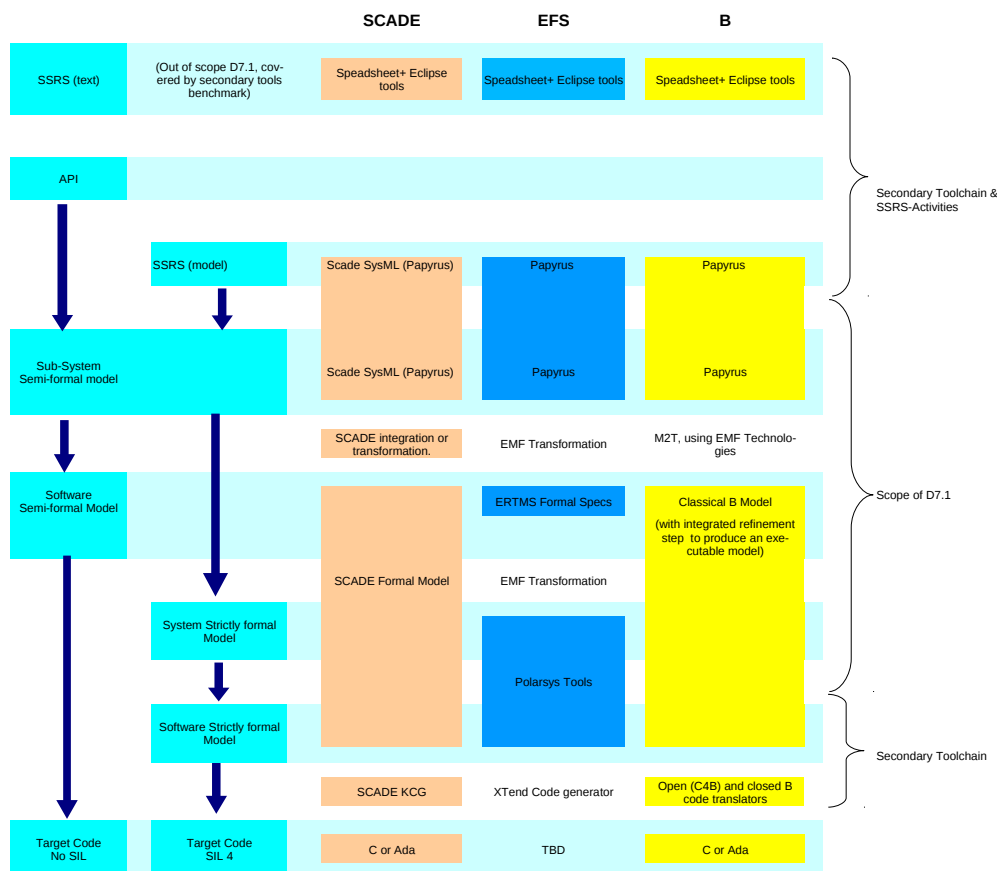 SCADE
EFS
B
SSRS (text)
(Out of scope D7.1, cov-
ered by secondary tools
benchmark)
Speadsheet+ Eclipse
tools
Speadsheet+ Eclipse tools
Speadsheet+ Eclipse tools
API
Secondary Toolchain &
SSRS-Activities
SSRS (model)
Scade SysML (Papyrus)
Papyrus
Papyrus
Sub-System
Semi-formal model
Scade SysML (Papyrus)
Papyrus
Papyrus
SCADE integration or
transformation.
EMF Transformation
M2T, using EMF Technolo-
gies
Software
Semi-formal Model
ERTMS Formal Specs
Classical B Model
(with integrated refinement
step to produce an exe-
cutable model)
Scope of D7.1
SCADE Formal Model
EMF Transformation
System Strictly formal
Model
Polarsys Tools
Software Strictly formal
Model
Secondary Toolchain
SCADE KCG
XTend Code generator
Open (C4B) and closed B
code translators
Target Code
No SIL
Target Code
SIL 4
C or Ada
TBD
C or Ada